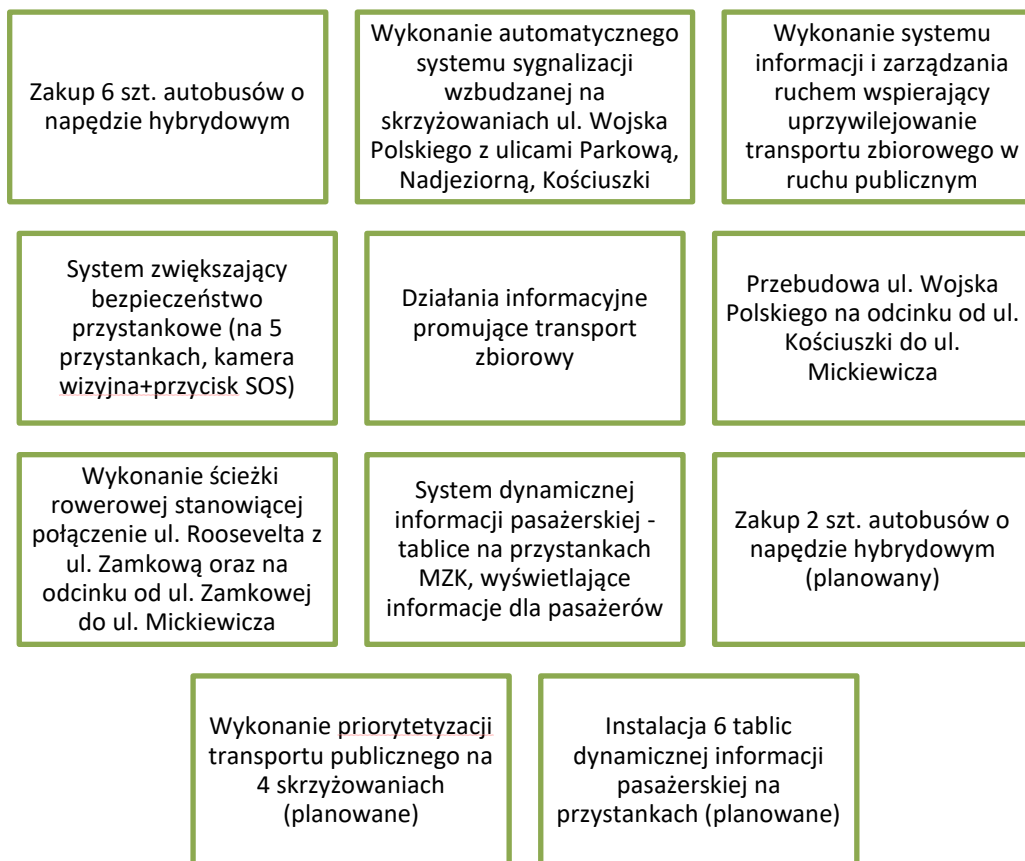 Zakup 6 szt. autobusów o
napędzie hybrydowym
Wykonanie automatycznego
systemu sygnalizacji
wzbudzanej na
skrzyżowaniach ul. Wojska
Polskiego z ulicami Parkową,
Nadjeziorną, Kościuszki
Wykonanie systemu
informacji i zarządzania
ruchem wspierający
uprzywilejowanie
transportu zbiorowego w
ruchu publicznym
System zwiększający
bezpieczeństwo
przystankowe (na 5
przystankach, kamera
wizyjna+przycisk SOS)
Działania informacyjne
promujące transport
zbiorowy
Przebudowa ul. Wojska
Polskiego na odcinku od ul.
Kościuszki do ul.
Mickiewicza
Wykonanie ścieżki
rowerowej stanowiącej
połączenie ul. Roosevelta z
ul. Zamkową oraz na
odcinku od ul. Zamkowej
do ul. Mickiewicza
System dynamicznej
informacji pasażerskiej -
tablice na przystankach
MZK, wyświetlające
informacje dla pasażerów
Zakup 2 szt. autobusów o
napędzie hybrydowym
(planowany)
Wykonanie priorytetyzacji
transportu publicznego na
4 skrzyżowaniach
(planowane)
Instalacja 6 tablic
dynamicznej informacji
pasażerskiej na
przystankach (planowane)